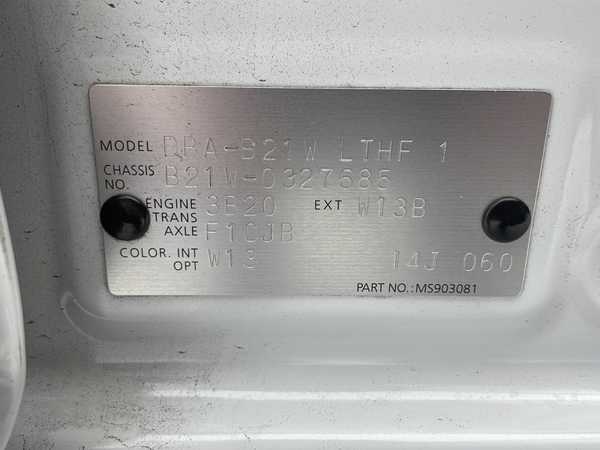 MODEL DBA-B21W LTHF 1
CHASSIS NO. B21W-0327585
ENGINE 3B20 EXT W13B
TRANS AXLE F1CJB
COLOR. INT W13
OPT 14J 060
PART NO.:MS903081